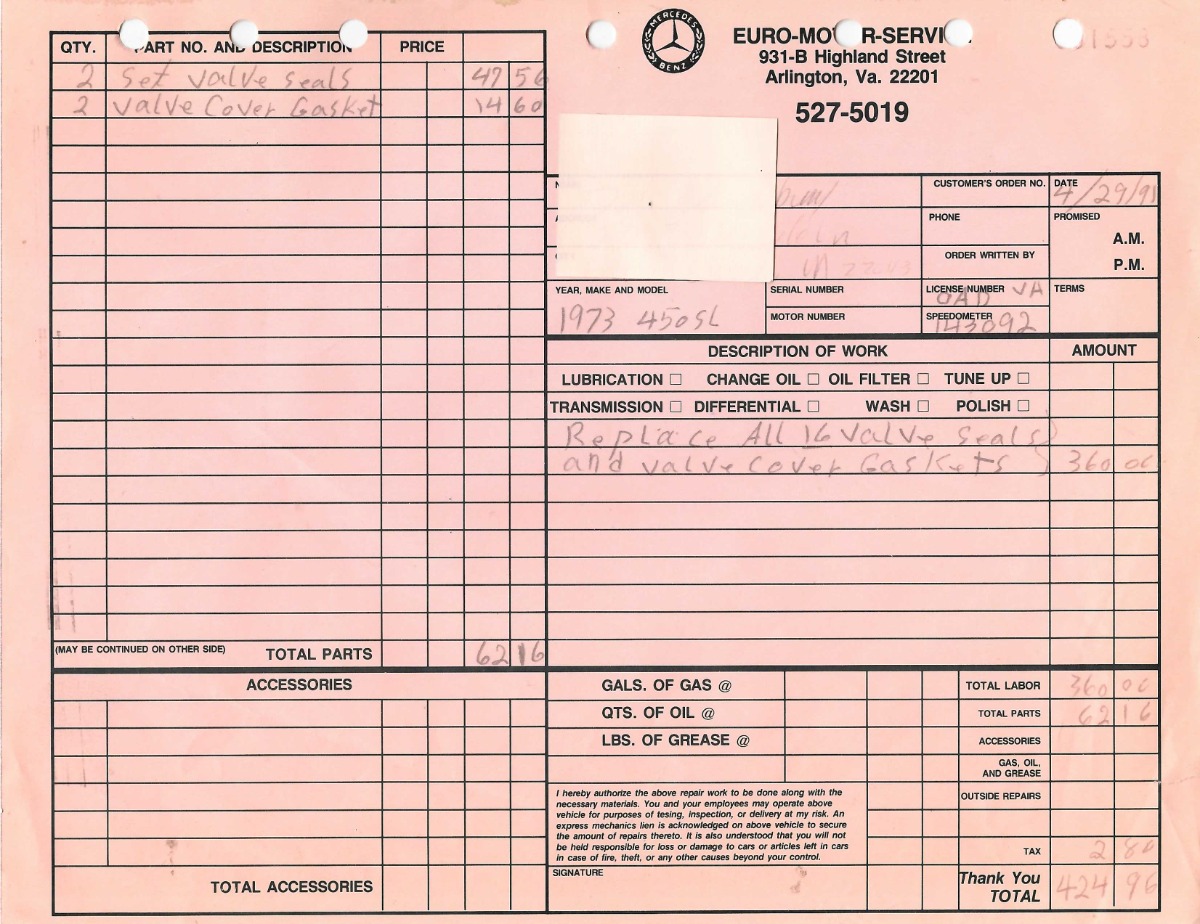 QTY. PART NO. AND DESCRIPTION PRICE
2 Set valve seals 47 56
2 valve Cover Gasket 14 60
(MAY BE CONTINUED ON OTHER SIDE) TOTAL PARTS 62 16
ACCESSORIES
TOTAL ACCESSORIES
MERCEDES
BENZ
EURO-MOTOR-SERVICE
931-B Highland Street
Arlington, Va. 22201
527-5019
CUSTOMER'S ORDER NO. DATE
4/29/91
PHONE PROMISED
A.M.
ORDER WRITTEN BY
P.M.
YEAR, MAKE AND MODEL SERIAL NUMBER LICENSE NUMBER VA TERMS
1973 450SL MOTOR NUMBER SPEEDOMETER
143092
DESCRIPTION OF WORK AMOUNT
LUBRICATION □ CHANGE OIL □ OIL FILTER □ TUNE UP □
TRANSMISSION □ DIFFERENTIAL □ WASH □ POLISH □
Replace All 16 valve seals
and valve cover Gaskets } 360 00
GALS. OF GAS @ TOTAL LABOR 360 00
QTS. OF OIL @ TOTAL PARTS 62 16
LBS. OF GREASE @ ACCESSORIES
GAS, OIL,
AND GREASE
I hereby authorize the above repair work to be done along with the
necessary materials. You and your employees may operate above
vehicle for purposes of tesing, inspection, or delivery at my risk. An
express mechanics lien is acknowledged on above vehicle to secure
the amount of repairs thereto. It is also understood that you will not
be held responsible for loss or damage to cars or articles left in cars
in case of fire, theft, or any other causes beyond your control.
OUTSIDE REPAIRS
TAX 2 80
SIGNATURE
Thank You
TOTAL 424 96